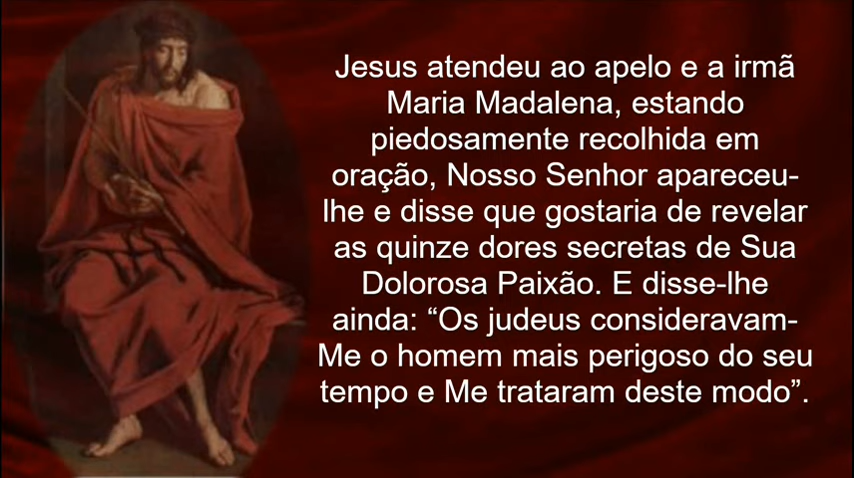 Jesus atendeu ao apelo e a irmã
Maria Madalena, estando
piedosamente recolhida em
oração, Nosso Senhor apareceu-
lhe e disse que gostaria de revelar
as quinze dores secretas de Sua
Dolorosa Paixão. E disse-lhe
ainda: “Os judeus consideravam-
Me o homem mais perigoso do seu
tempo e Me trataram deste modo”.